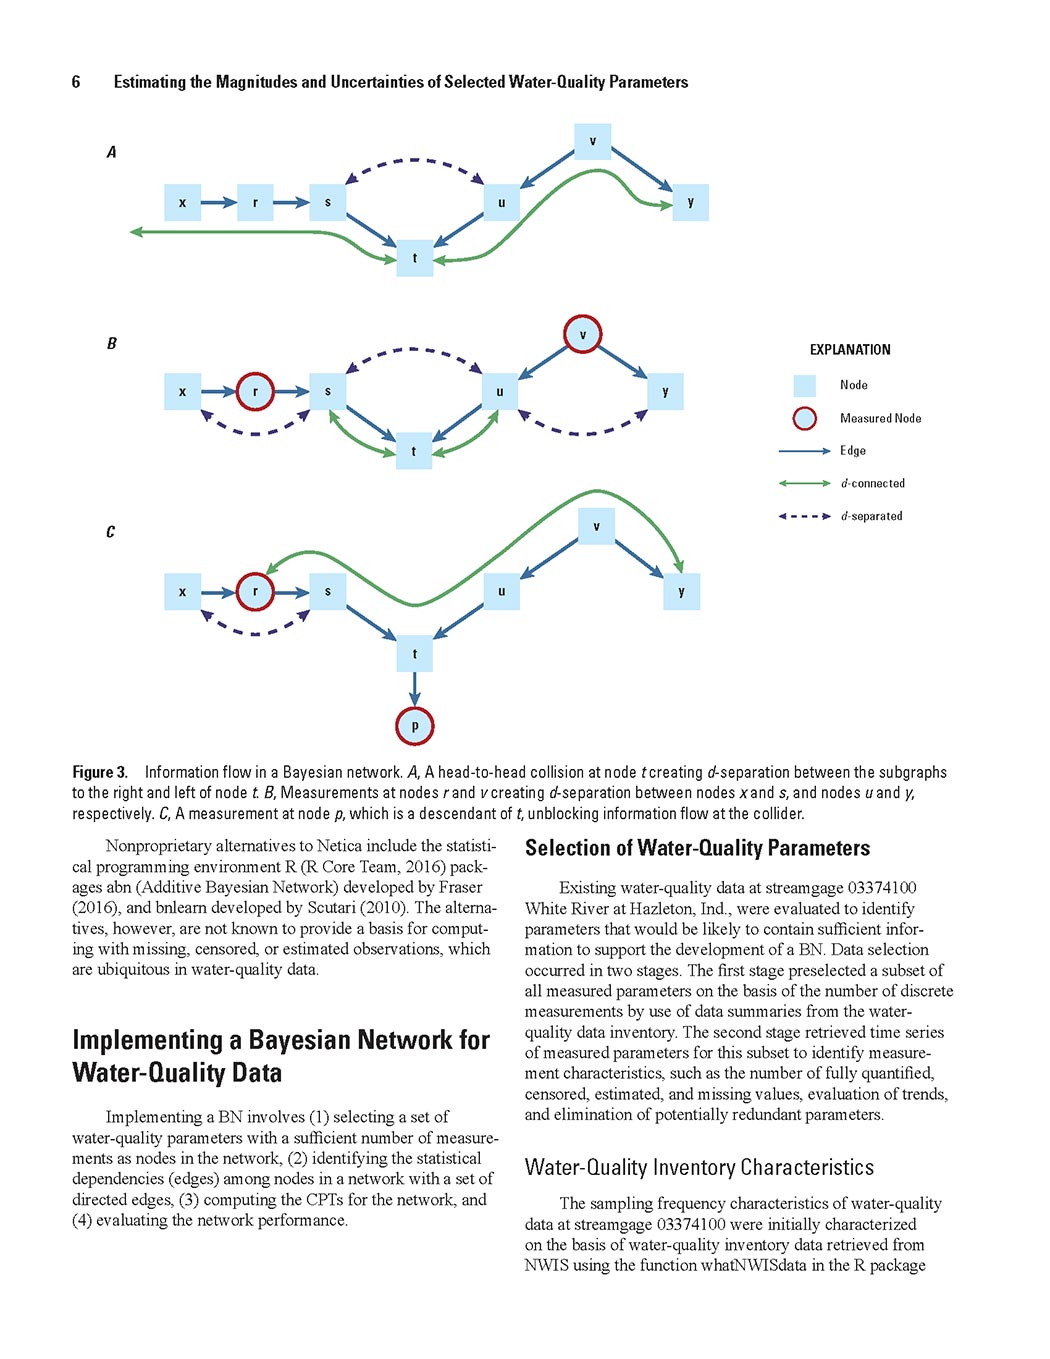 6 Estimating the Magnitudes and Uncertainties of Selected Water-Quality Parameters
A
v
x r s u y
t
B
v
EXPLANATION
x r s u y
Node
Measured Node
t
Edge
d-connected
d-separated
C
v
x r s u y
t
p
Figure 3. Information flow in a Bayesian network. A, A head-to-head collision at node t creating d-separation between the subgraphs
to the right and left of node t. B, Measurements at nodes r and v creating d-separation between nodes x and s, and nodes u and y,
respectively. C, A measurement at node p, which is a descendant of t, unblocking information flow at the collider.
Nonproprietary alternatives to Netica include the statisti-
cal programming environment R (R Core Team, 2016) pack-
ages abn (Additive Bayesian Network) developed by Fraser
(2016), and bnlearn developed by Scutari (2010). The alterna-
tives, however, are not known to provide a basis for comput-
ing with missing, censored, or estimated observations, which
are ubiquitous in water-quality data.
Implementing a Bayesian Network for
Water-Quality Data
Implementing a BN involves (1) selecting a set of
water-quality parameters with a sufficient number of measure-
ments as nodes in the network, (2) identifying the statistical
dependencies (edges) among nodes in a network with a set of
directed edges, (3) computing the CPTs for the network, and
(4) evaluating the network performance.
Selection of Water-Quality Parameters
Existing water-quality data at streamgage 03374100
White River at Hazleton, Ind., were evaluated to identify
parameters that would be likely to contain sufficient infor-
mation to support the development of a BN. Data selection
occurred in two stages. The first stage preselected a subset of
all measured parameters on the basis of the number of discrete
measurements by use of data summaries from the water-
quality data inventory. The second stage retrieved time series
of measured parameters for this subset to identify measure-
ment characteristics, such as the number of fully quantified,
censored, estimated, and missing values, evaluation of trends,
and elimination of potentially redundant parameters.
Water-Quality Inventory Characteristics
The sampling frequency characteristics of water-quality
data at streamgage 03374100 were initially characterized
on the basis of water-quality inventory data retrieved from
NWIS using the function whatNWISdata in the R package